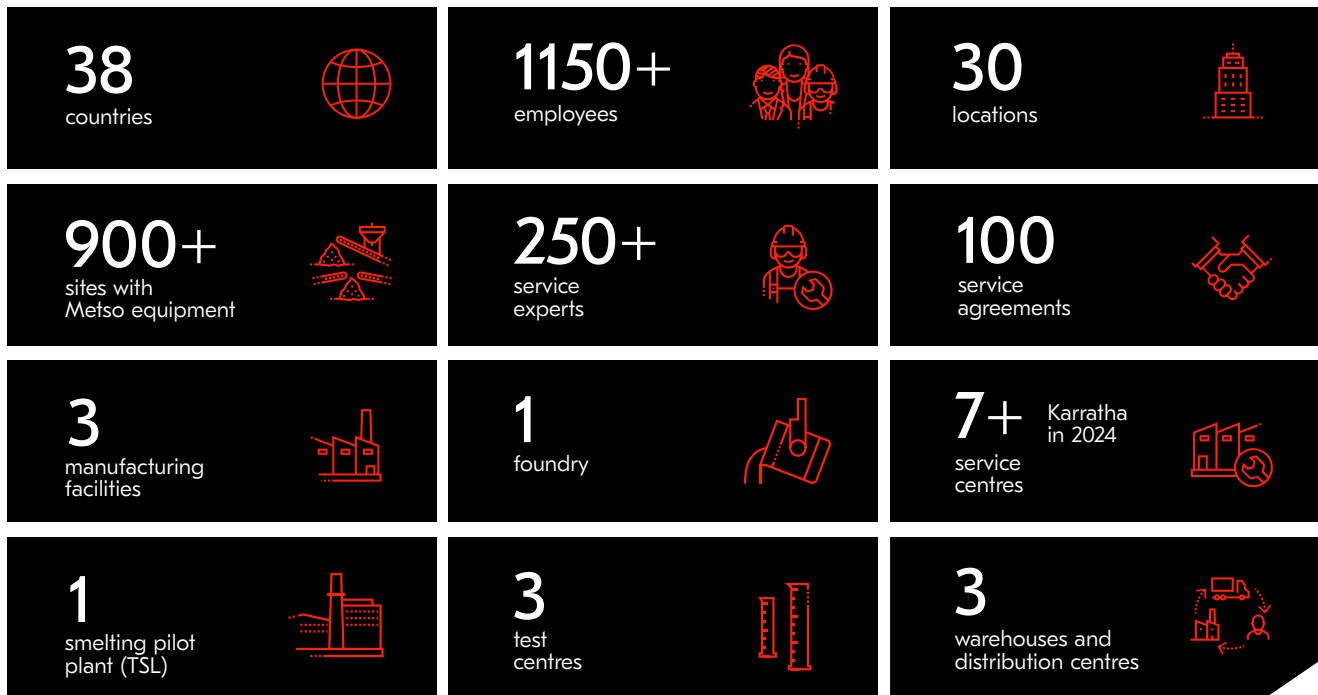 38
countries
1150+
employees
30
locations
900+
sites with
Metso equipment
250+
service
experts
100
service
agreements
3
manufacturing
facilities
1
foundry
7+
Karratha
in 2024
service
centres
1
smelting pilot
plant (TSL)
3
test
centres
3
warehouses and
distribution centres